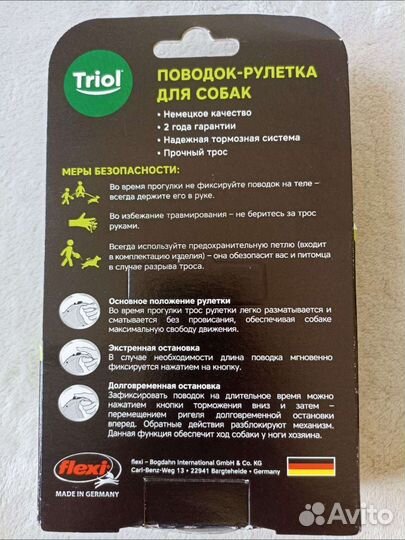 Triol
ПОВОДОК-РУЛЕТКА
ДЛЯ СОБАК
• Немецкое качество
• 2 года гарантии
• Надежная тормозная система
• Прочный трос
МЕРЫ БЕЗОПАСНОСТИ:
Во время прогулки не фиксируйте поводок на теле –
всегда держите его в руке.
Во избежание травмирования – не беритесь за трос
руками.
Всегда используйте предохранительную петлю (входит
в комплектацию изделия) – она обезопасит вас и питомца
в случае разрыва троса.
Основное положение рулетки
Во время прогулки трос рулетки легко разматывается и
сматывается без провисания, обеспечивая собаке
максимальную свободу движения.
Экстренная остановка
В случае необходимости длина поводка мгновенно
фиксируется нажатием на кнопку.
Долговременная остановка
Зафиксировать поводок на длительное время можно
нажатием кнопки торможения вниз и затем –
перемещением ригеля долговременной остановки
вперед. Обратные действия разблокируют механизм.
Данная функция обеспечит ход собаки у ноги хозяина.
flexi
MADE IN GERMANY
flexi – Bogdahn International GmbH & Co. KG
Carl-Benz-Weg 13 • 22941 Bargteheide • Germany
Avito